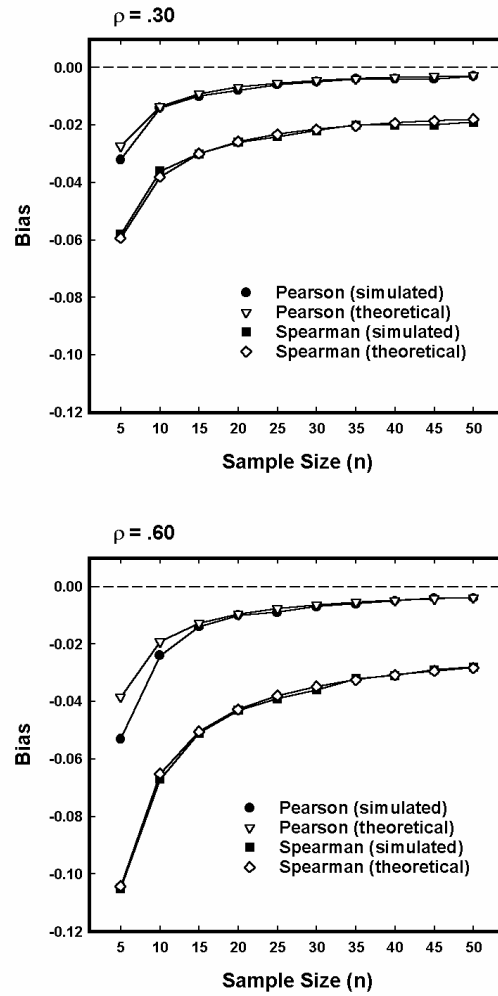 ρ = .30
0.00
-0.02
-0.04
-0.06
-0.08
-0.10
-0.12
Bias
Pearson (simulated)
Pearson (theoretical)
Spearman (simulated)
Spearman (theoretical)
5 10 15 20 25 30 35 40 45 50
Sample Size (n)
ρ = .60
0.00
-0.02
-0.04
-0.06
-0.08
-0.10
-0.12
Bias
Pearson (simulated)
Pearson (theoretical)
Spearman (simulated)
Spearman (theoretical)
5 10 15 20 25 30 35 40 45 50
Sample Size (n)